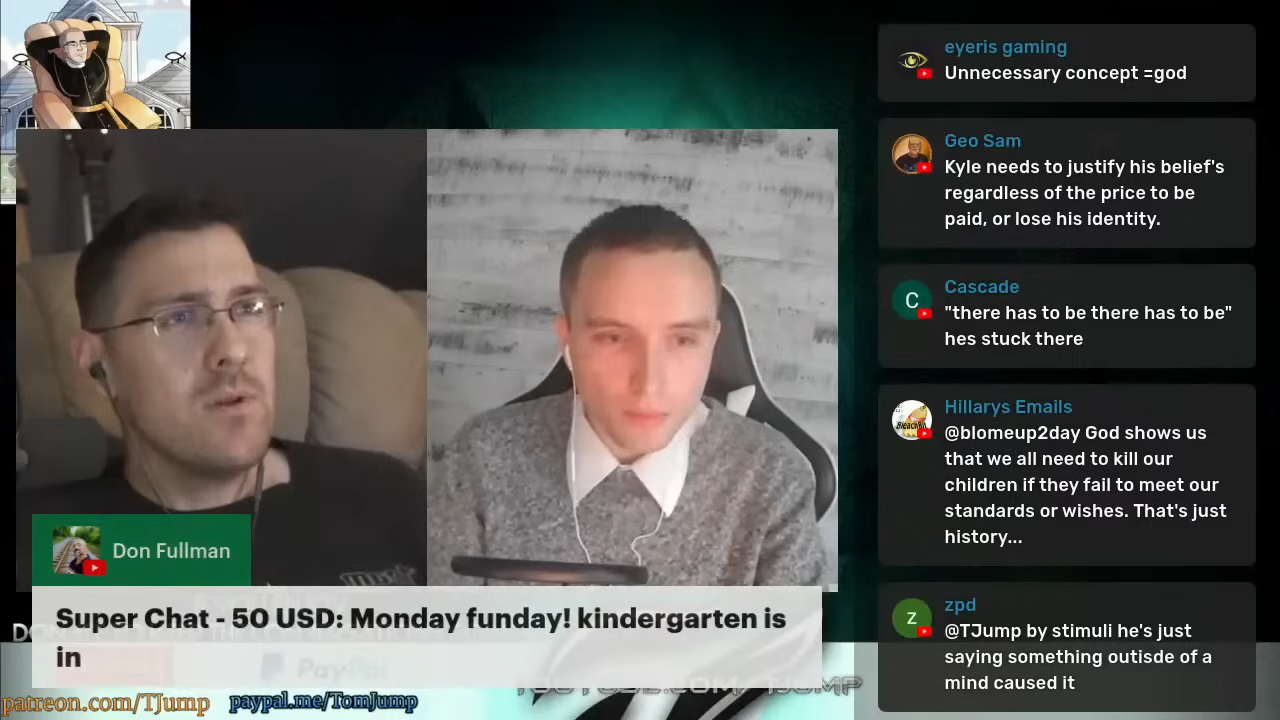 eyeris gaming
Unnecessary concept =god
Geo Sam
Kyle needs to justify his belief's
regardless of the price to be
paid, or lose his identity.
C
Cascade
"there has to be there has to be"
hes stuck there
Hillarys Emails
@blomeup2day God shows us
that we all need to kill our
children if they fail to meet our
standards or wishes. That's just
history...
z
zpd
@TJump by stimuli he's just
saying something outisde of a
mind caused it
Don Fullman
Super Chat - 50 USD: Monday funday! kindergarten is
in
PayPal
YOUTUBE.COM/TJUMP
patreon.com/TJump
paypal.me/TomJump